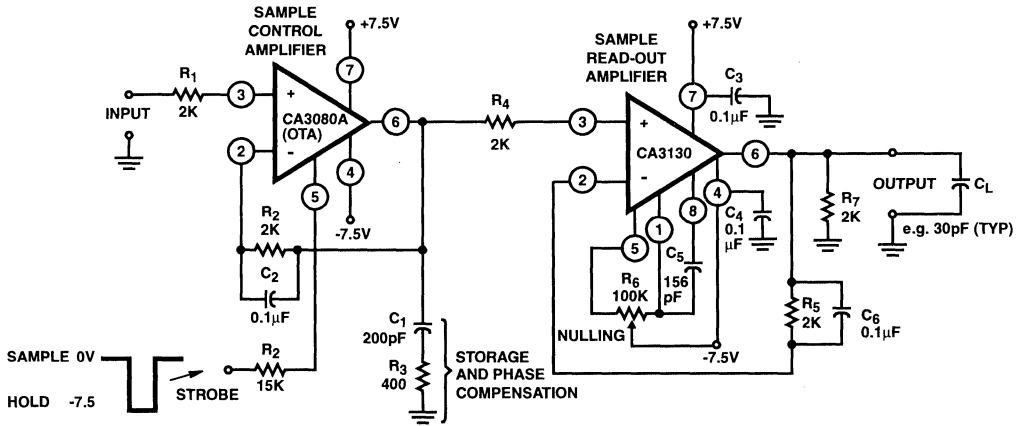 SAMPLE
CONTROL
AMPLIFIER
+7.5V
7
R1
2K
3
+
CA3080A
(OTA)
6
INPUT
2
-
5
4
-7.5V
R2
2K
C2
0.1µF
SAMPLE 0V
HOLD -7.5
STROBE
R2
15K
C1
200pF
R3
400
STORAGE
AND PHASE
COMPENSATION
R4
2K
SAMPLE
READ-OUT
AMPLIFIER
+7.5V
7
C3
0.1µF
3
+
CA3130
6
2
-
4
8
1
5
C4
0.1
µF
C5
156
pF
R6
100K
NULLING
-7.5V
R7
2K
OUTPUT
CL
e.g. 30pF (TYP)
R5
2K
C6
0.1µF